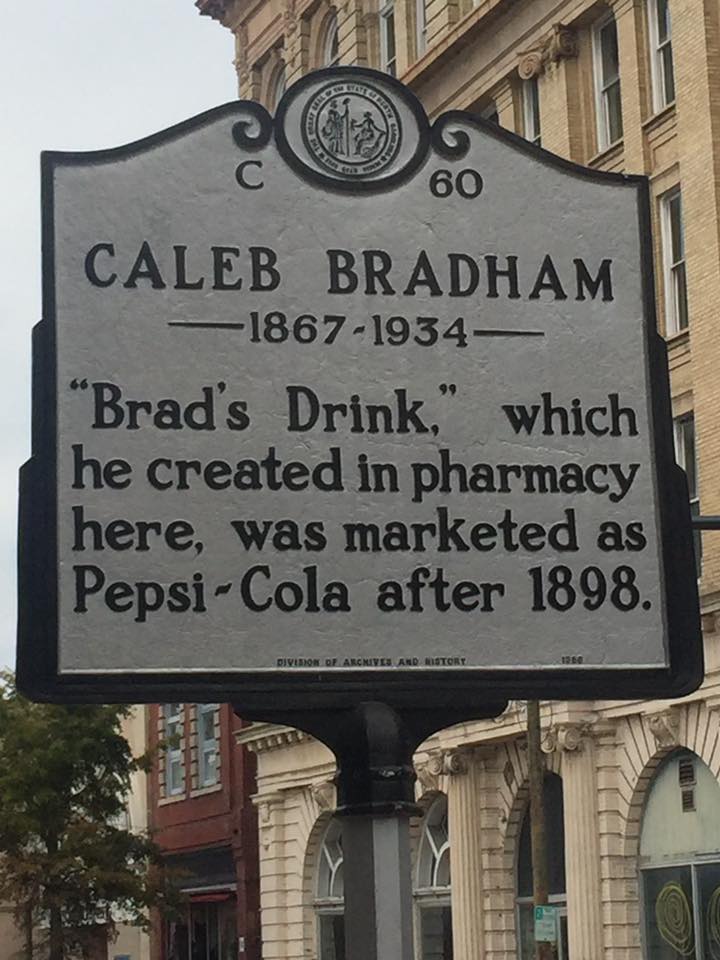 C 60
CALEB BRADHAM
1867-1934
"Brad's Drink," which
he created in pharmacy
here, was marketed as
Pepsi-Cola after 1898.
DIVISION OF ARCHIVES AND HISTORY